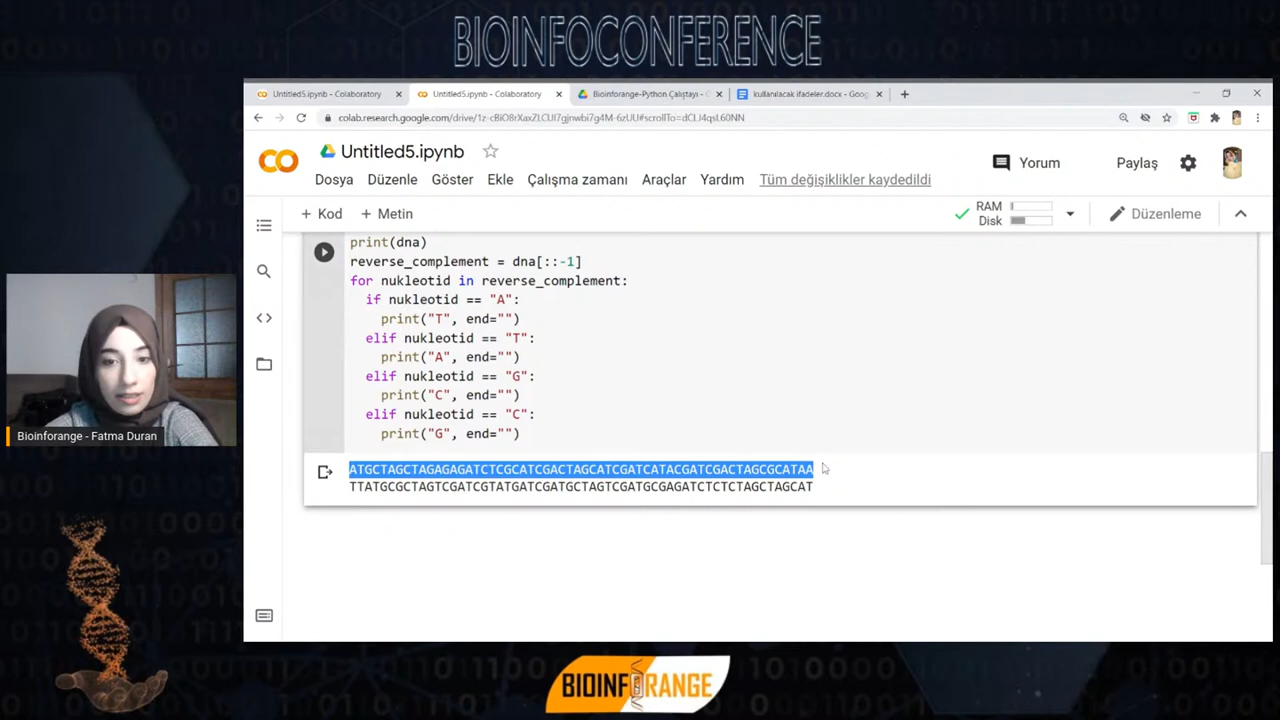 BIOINFOCONFERENCE
Untitled5.ipynb - Colaboratory
Untitled5.ipynb - Colaboratory
Bioinforange-Python Çalıştayı - G
kullanılacak ifadeler.docx - Goog
colab.research.google.com/drive/1z-cBiO8rXaxZLCUI7gjnwbi7g4M-6zUU#scrollTo=dCLJ4qsL60NN
Untitled5.ipynb
Yorum
Paylaş
Dosya Düzenle Göster Ekle Çalışma zamanı Araçlar Yardım Tüm değişiklikler kaydedildi
+ Kod + Metin
RAM
Disk
Düzenleme
print(dna)
reverse_complement = dna[::-1]
for nukleotid in reverse_complement:
if nukleotid == "A":
print("T", end="")
elif nukleotid == "T":
print("A", end="")
elif nukleotid == "G":
print("C", end="")
elif nukleotid == "C":
print("G", end="")
ATGCTAGCTAGAGAGATCTCGCATCGACTAGCATCGATCATACGATCGACTAGCGCATAA
TTATGCGCTAGTCGATCGTATGATCGATGCTAGTCGATGCGAGATCTCTCTAGCTAGCAT
Bioinforange - Fatma Duran
BIOINFORANGE